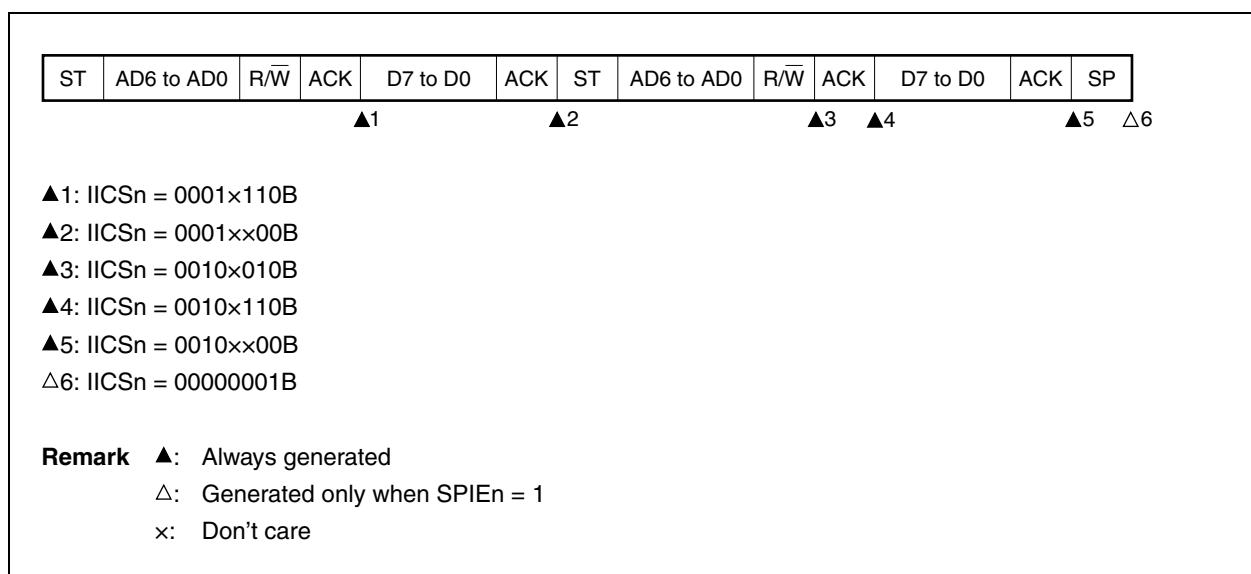 ST AD6 to AD0 R/W̅ ACK D7 to D0 ACK ST AD6 to AD0 R/W̅ ACK D7 to D0 ACK SP
▲1 ▲2 ▲3 ▲4 ▲5 △6
▲1: IICSn = 0001×110B
▲2: IICSn = 0001××00B
▲3: IICSn = 0010×010B
▲4: IICSn = 0010×110B
▲5: IICSn = 0010××00B
△6: IICSn = 00000001B
Remark ▲: Always generated
△: Generated only when SPIEn = 1
×: Don't care